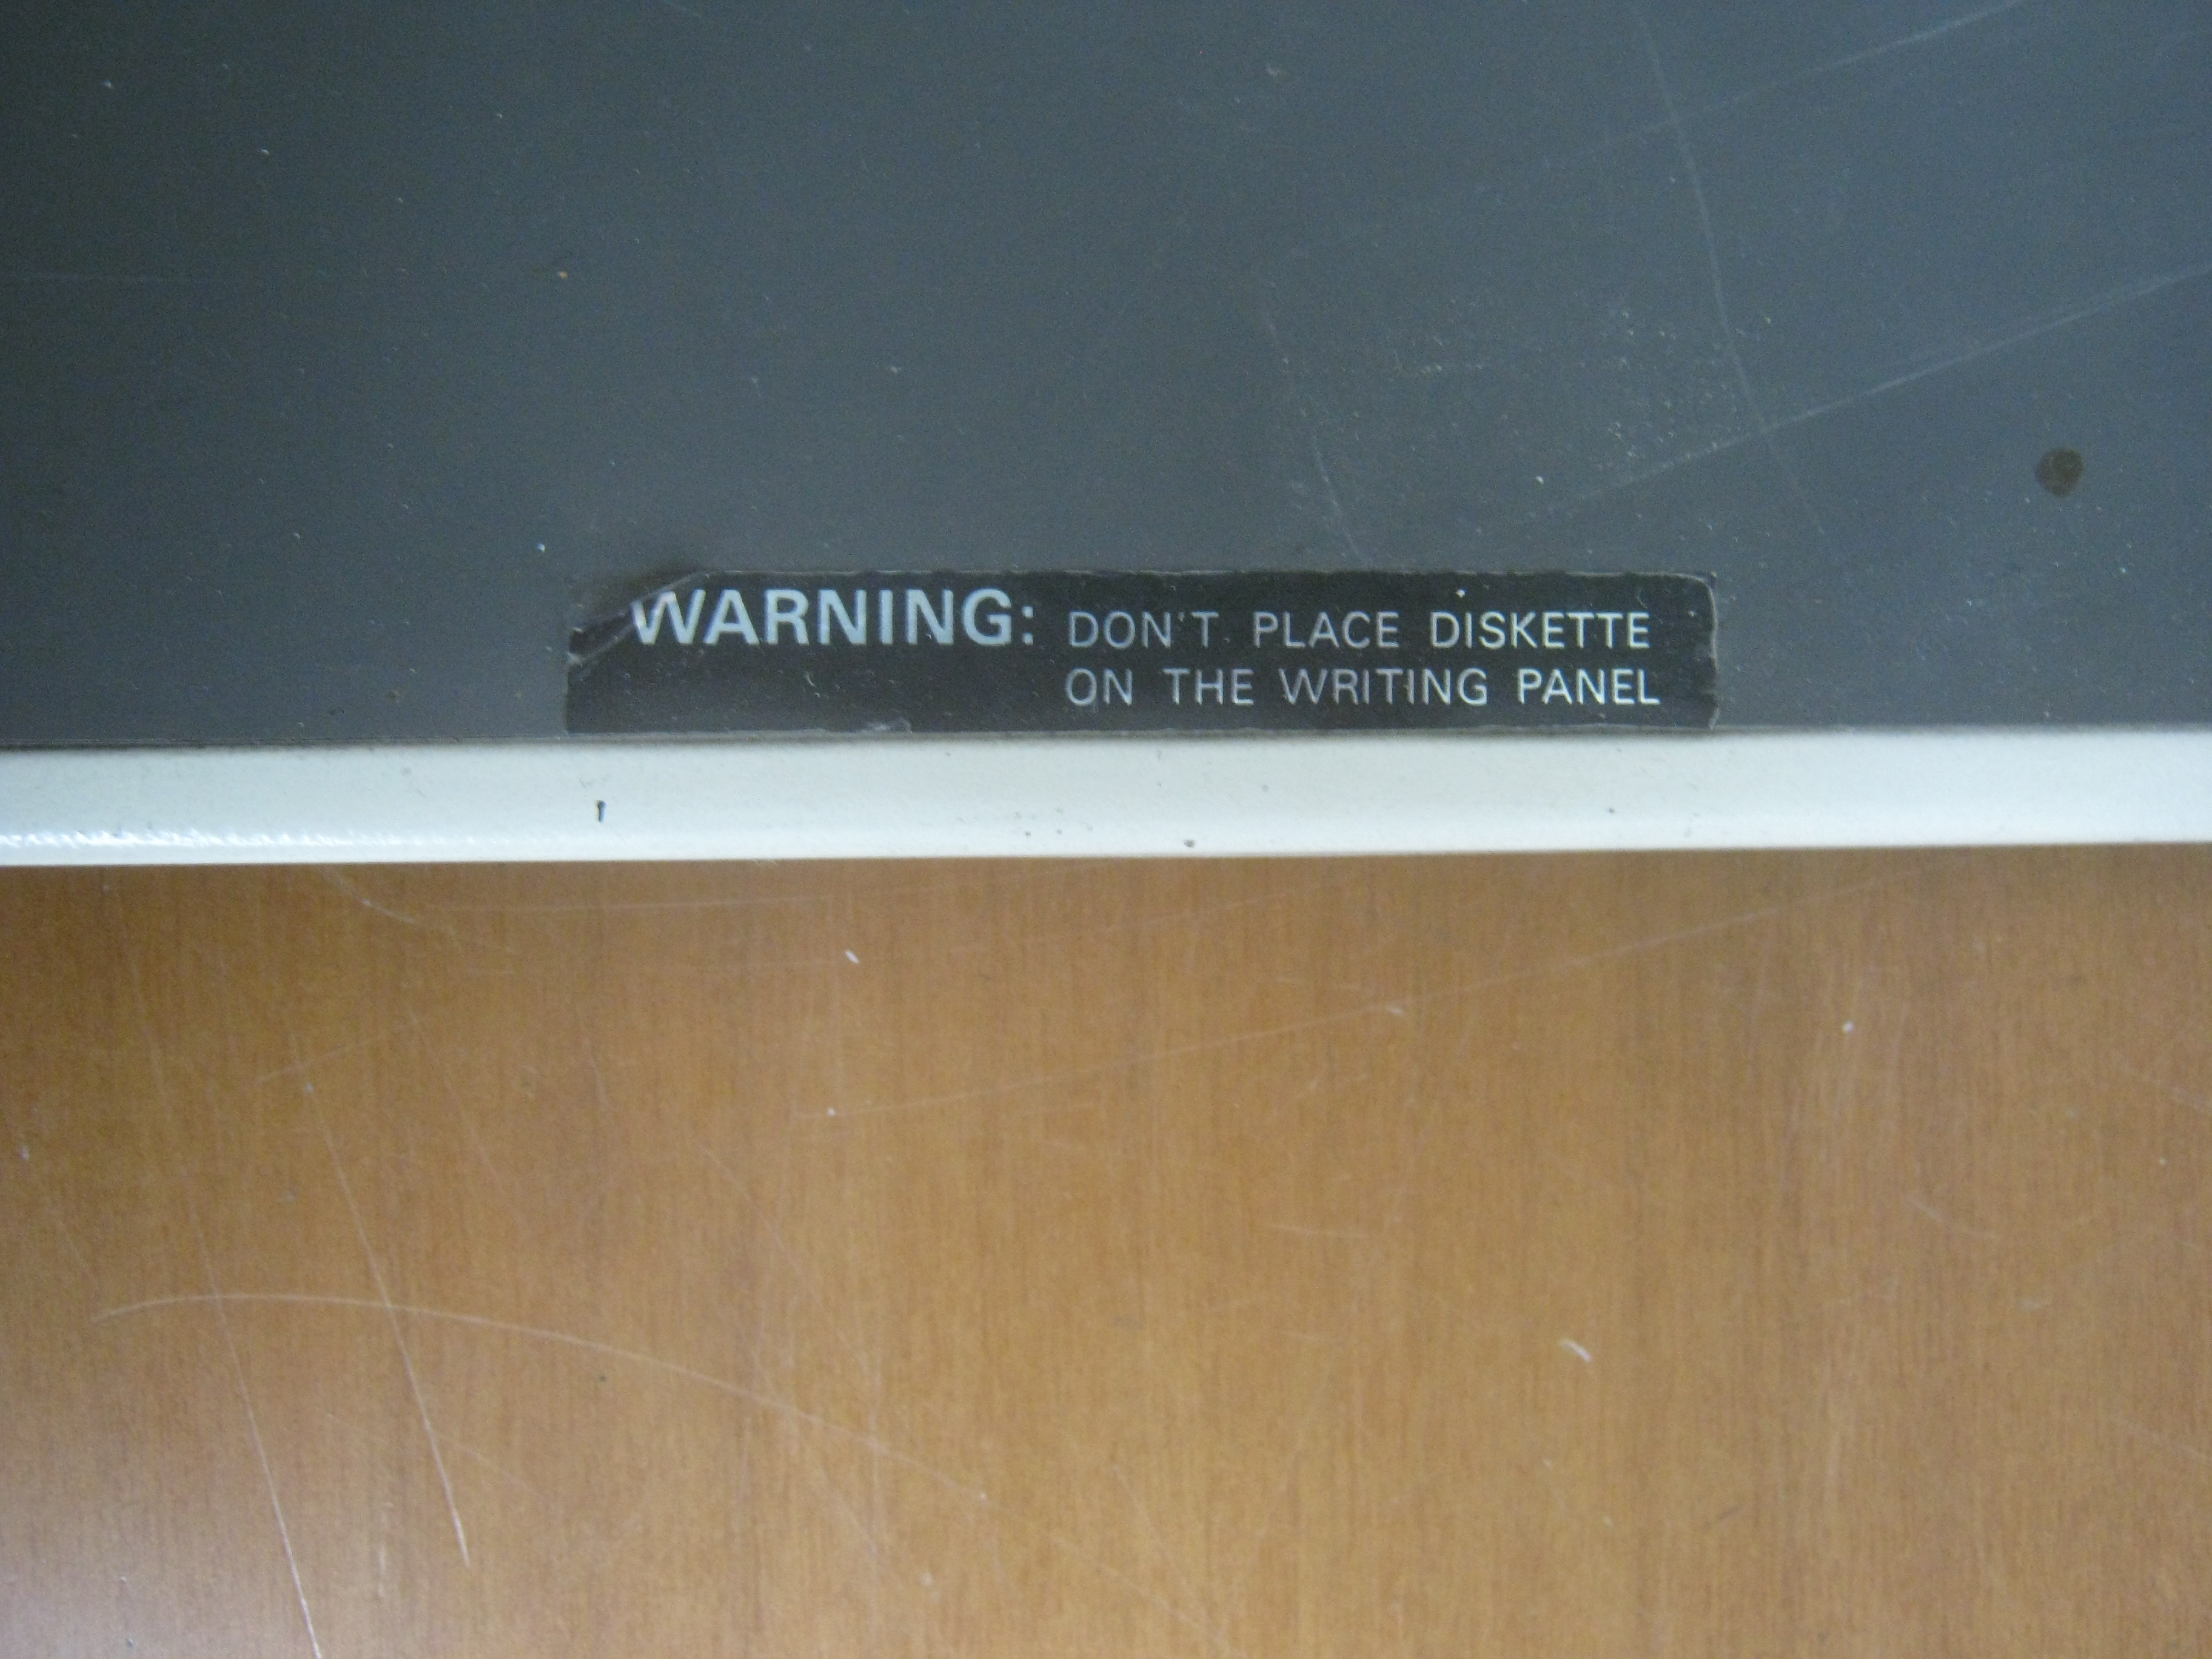 WARNING: DON'T PLACE DISKETTE
ON THE WRITING PANEL